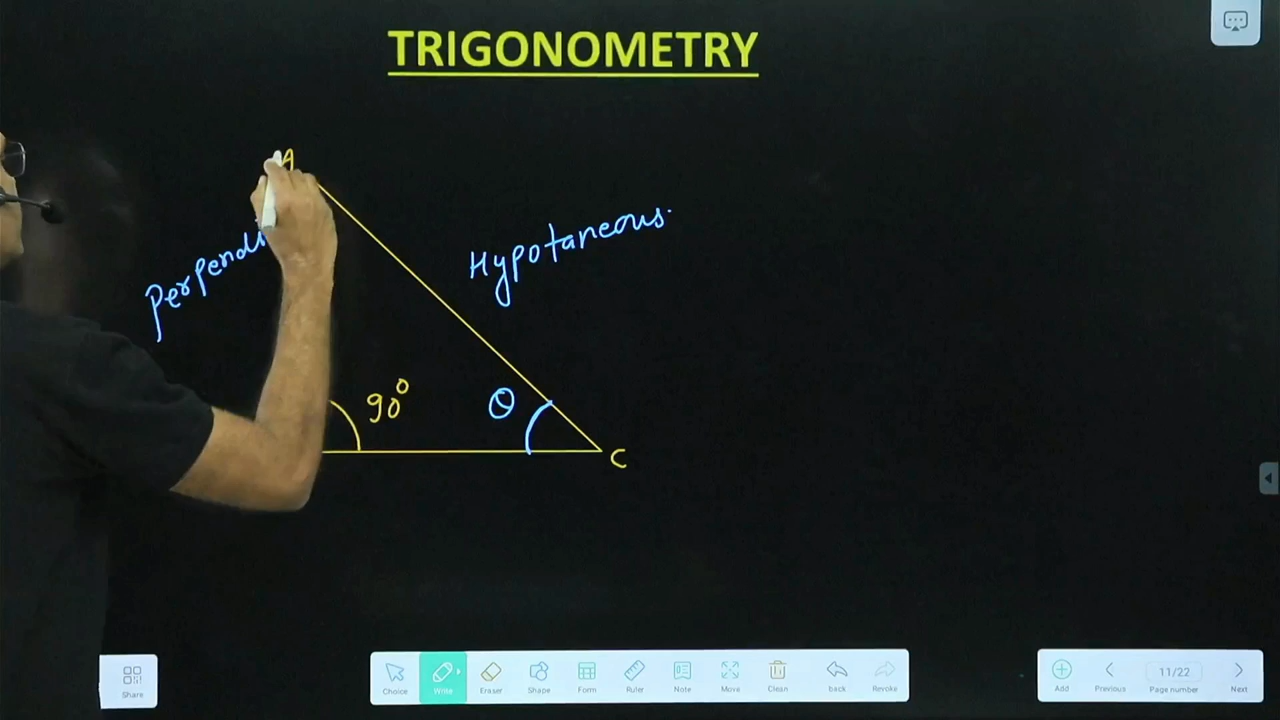 TRIGONOMETRY
A
Hypotaneous.
90°
θ
C
Share
Choice
Write
Eraser
Shape
Form
Ruler
Note
Move
Clean
back
Revoke
Add
Previous
11/22
Page number
Next